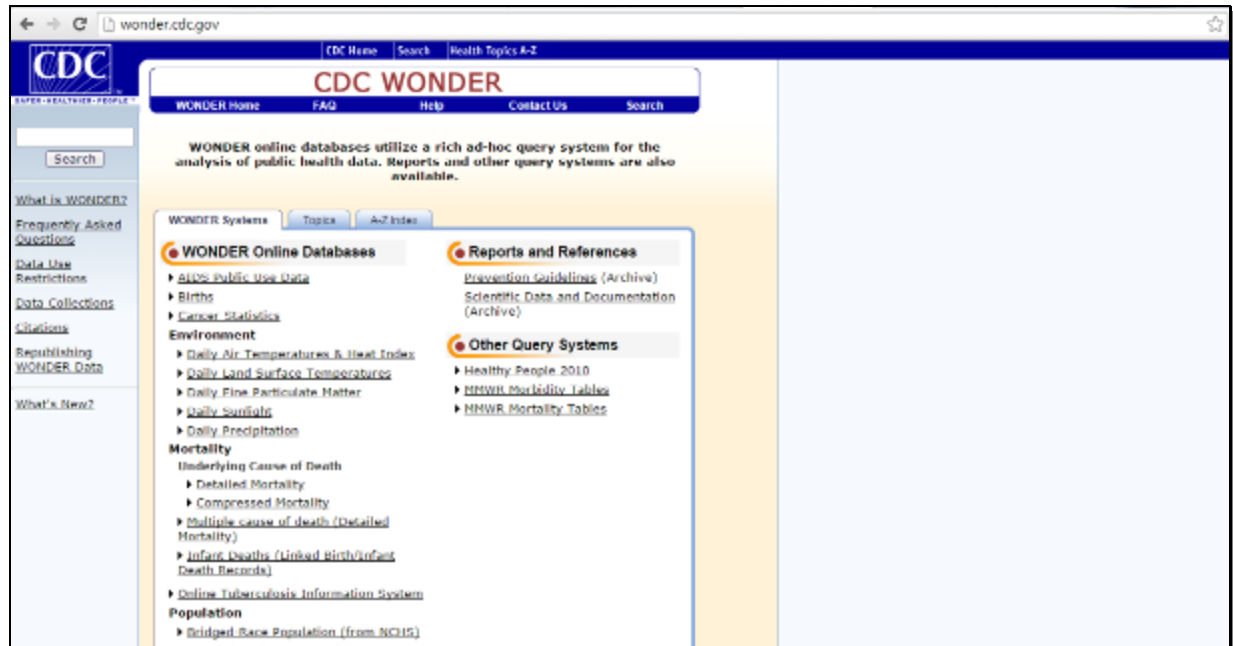 wonder.cdc.gov
CDC Home Search Health Topics A-Z
CDC
SAFER•HEALTHIER•PEOPLE™
CDC WONDER
WONDER Home FAQ Help Contact Us Search
Search
What is WONDER?
Frequently Asked
Questions
Data Use
Restrictions
Data Collections
Citations
Republishing
WONDER Data
What's New?
WONDER online databases utilize a rich ad-hoc query system for the
analysis of public health data. Reports and other query systems are also
available.
WONDER Systems Topics A-Z Index
WONDER Online Databases
AIDS Public Use Data
Births
Cancer Statistics
Environment
Daily Air Temperatures & Heat Index
Daily Land Surface Temperatures
Daily Fine Particulate Matter
Daily Sunlight
Daily Precipitation
Mortality
Underlying Cause of Death
Detailed Mortality
Compressed Mortality
Multiple cause of death (Detailed
Mortality)
Infant Deaths (Linked Birth/Infant
Death Records)
Online Tuberculosis Information System
Population
Bridged Race Population (from NCHS)
Reports and References
Prevention Guidelines (Archive)
Scientific Data and Documentation
(Archive)
Other Query Systems
Healthy People 2010
MMWR Morbidity Tables
MMWR Mortality Tables